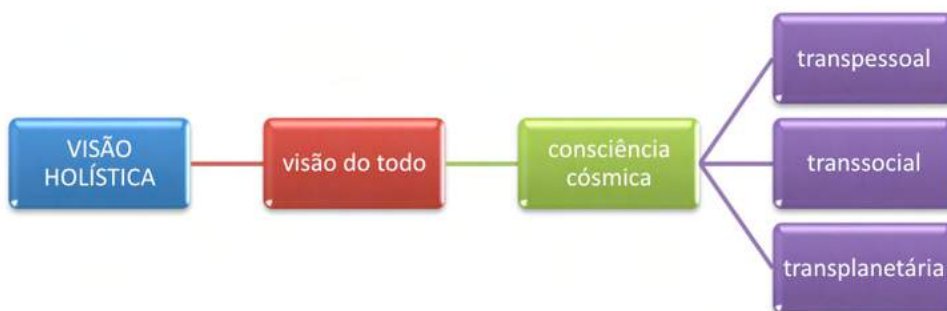 VISÃO
HOLÍSTICA
visão do todo
consciência
cósmica
transpessoal
transsocial
transplanetária